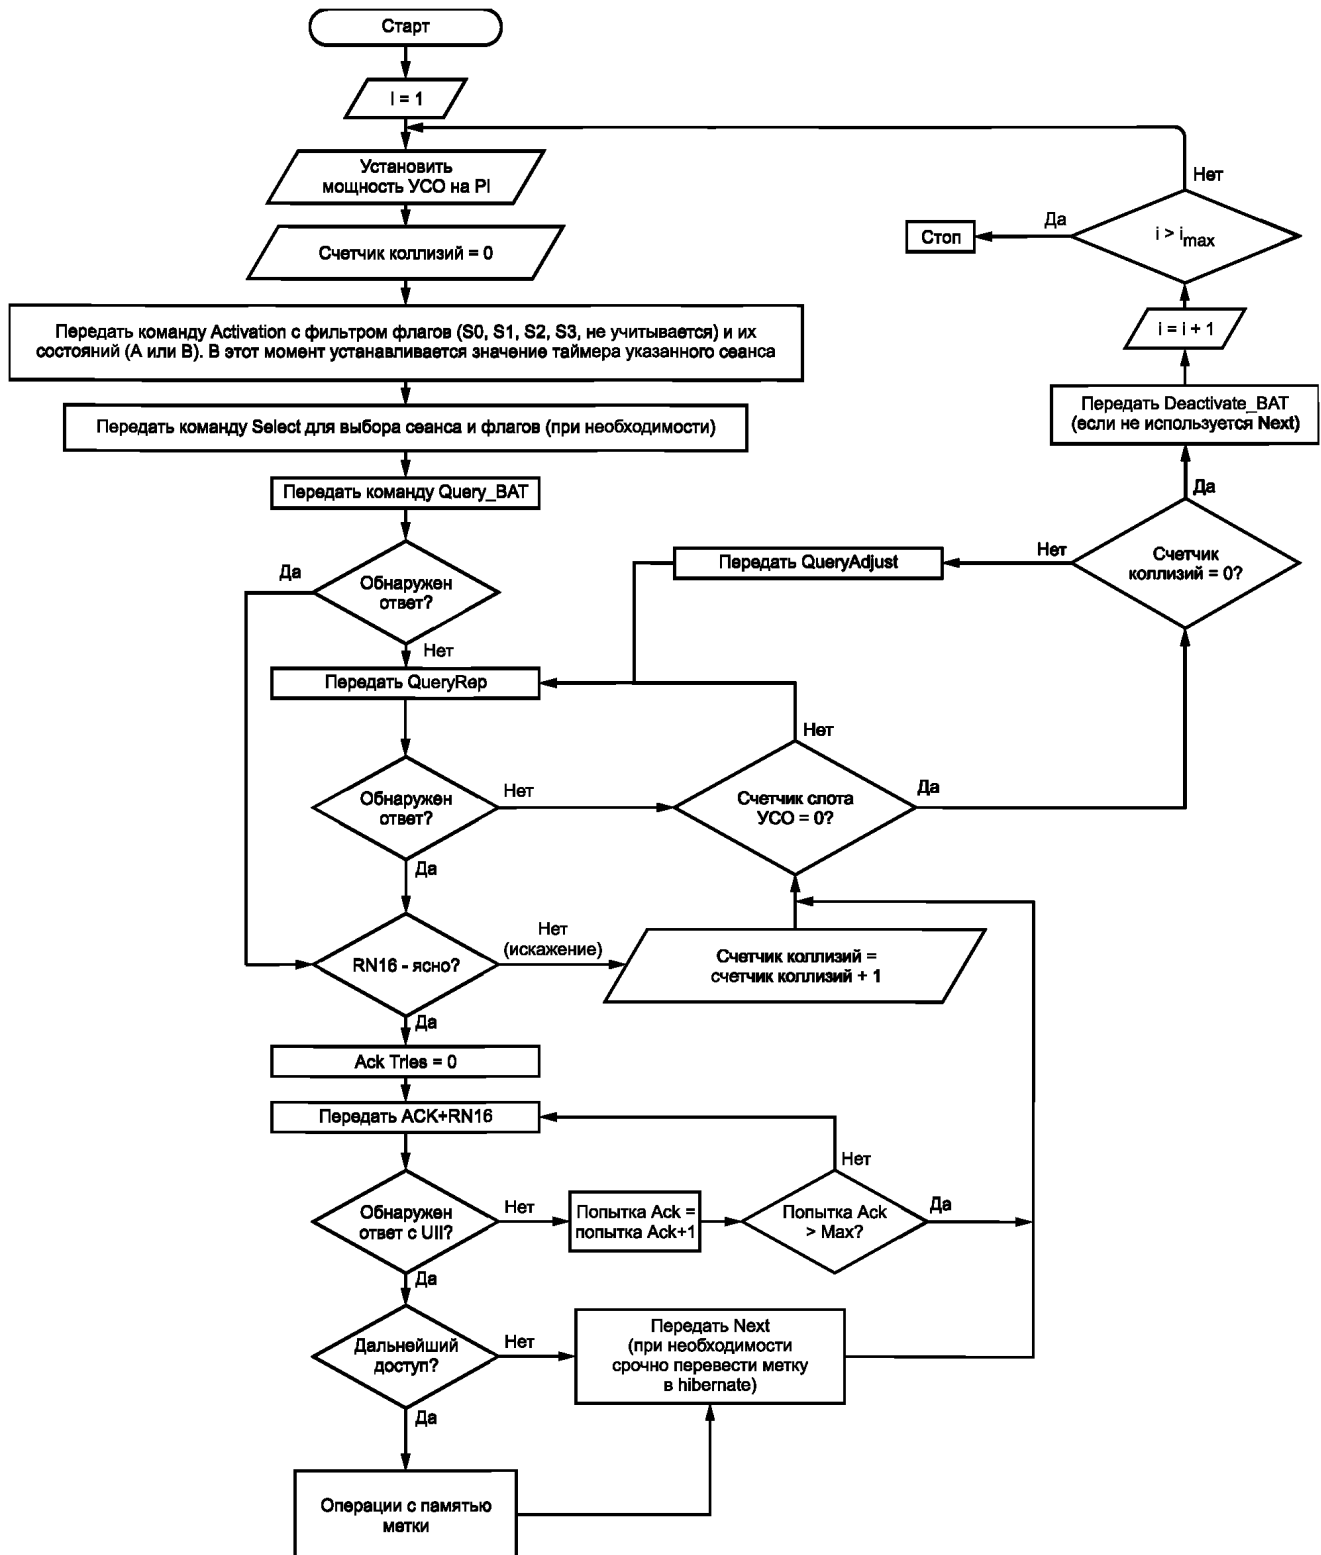 Старт
I = 1
Установить
мощность УСО на PI
Нет
Да
Стоп
i > imax
Счетчик коллизий = 0
Передать команду Activation с фильтром флагов (S0, S1, S2, S3, не учитывается) и их
состояний (А или В). В этот момент устанавливается значение таймера указанного сеанса
i = i + 1
Передать команду Select для выбора сеанса и флагов (при необходимости)
Передать Deactivate_BAT
(если не используется Next)
Передать команду Query_BAT
Да
Да
Обнаружен
ответ?
Нет
Передать QueryAdjust
Нет
Счетчик
коллизий = 0?
Передать QueryRep
Нет
Обнаружен
ответ?
Нет
Да
Счетчик слота
УСО = 0?
Да
RN16 - ясно?
Нет
(искажение)
Счетчик коллизий =
счетчик коллизий + 1
Да
Ack Tries = 0
Передать ACK+RN16
Нет
Обнаружен
ответ с UII?
Нет
Попытка Ack =
попытка Ack+1
Попытка Ack
> Max?
Да
Да
Дальнейший
доступ?
Нет
Передать Next
(при необходимости
срочно перевести метку
в hibernate)
Да
Операции с памятью
метки